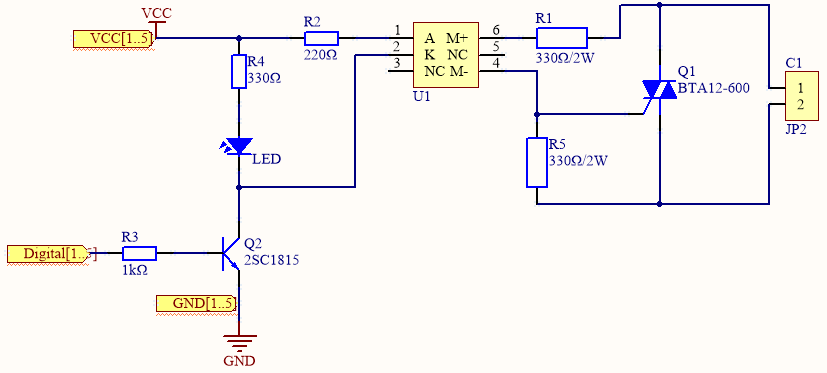 VCC
VCC[1..5]
R2
220Ω
R4
330Ω
LED
1 A M+ 6
2 K NC 5
3 NC M- 4
U1
R1
330Ω/2W
Q1
BTA12-600
C1
1
2
JP2
R5
330Ω/2W
Digital[1..5]
R3
1kΩ
Q2
2SC1815
GND[1..5]
GND